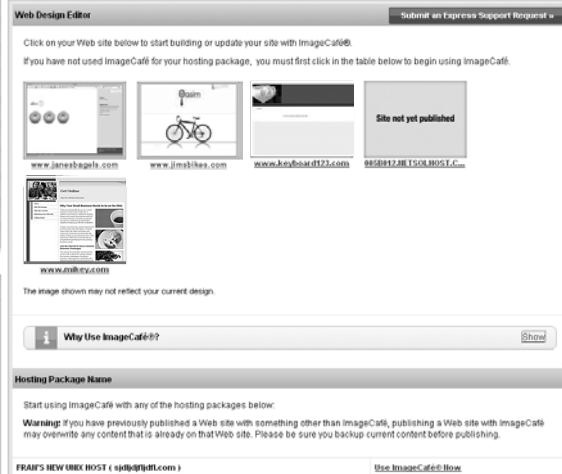 Web Design Editor
Submit an Express Support Request »
Click on your Web site below to start building or update your site with ImageCafé®.
If you have not used ImageCafé for your hosting package, you must first click in the table below to begin using ImageCafé.
Site not yet published
www.janesbagels.com
www.jimsbikes.com
www.keyboard123.com
005B012.NETSOLHOST.C...
www.mikey.com
The image shown may not reflect your current design.
i Why Use ImageCafé®?
Show
Hosting Package Name
Start using ImageCafé with any of the hosting packages below:
Warning: If you have previously published a Web site with something other than ImageCafé, publishing a Web site with ImageCafé
may overwrite any content that is already on that Web site. Please be sure you backup current content before publishing.
FRAN'S NEW UNIX HOST
Use ImageCafé® Now